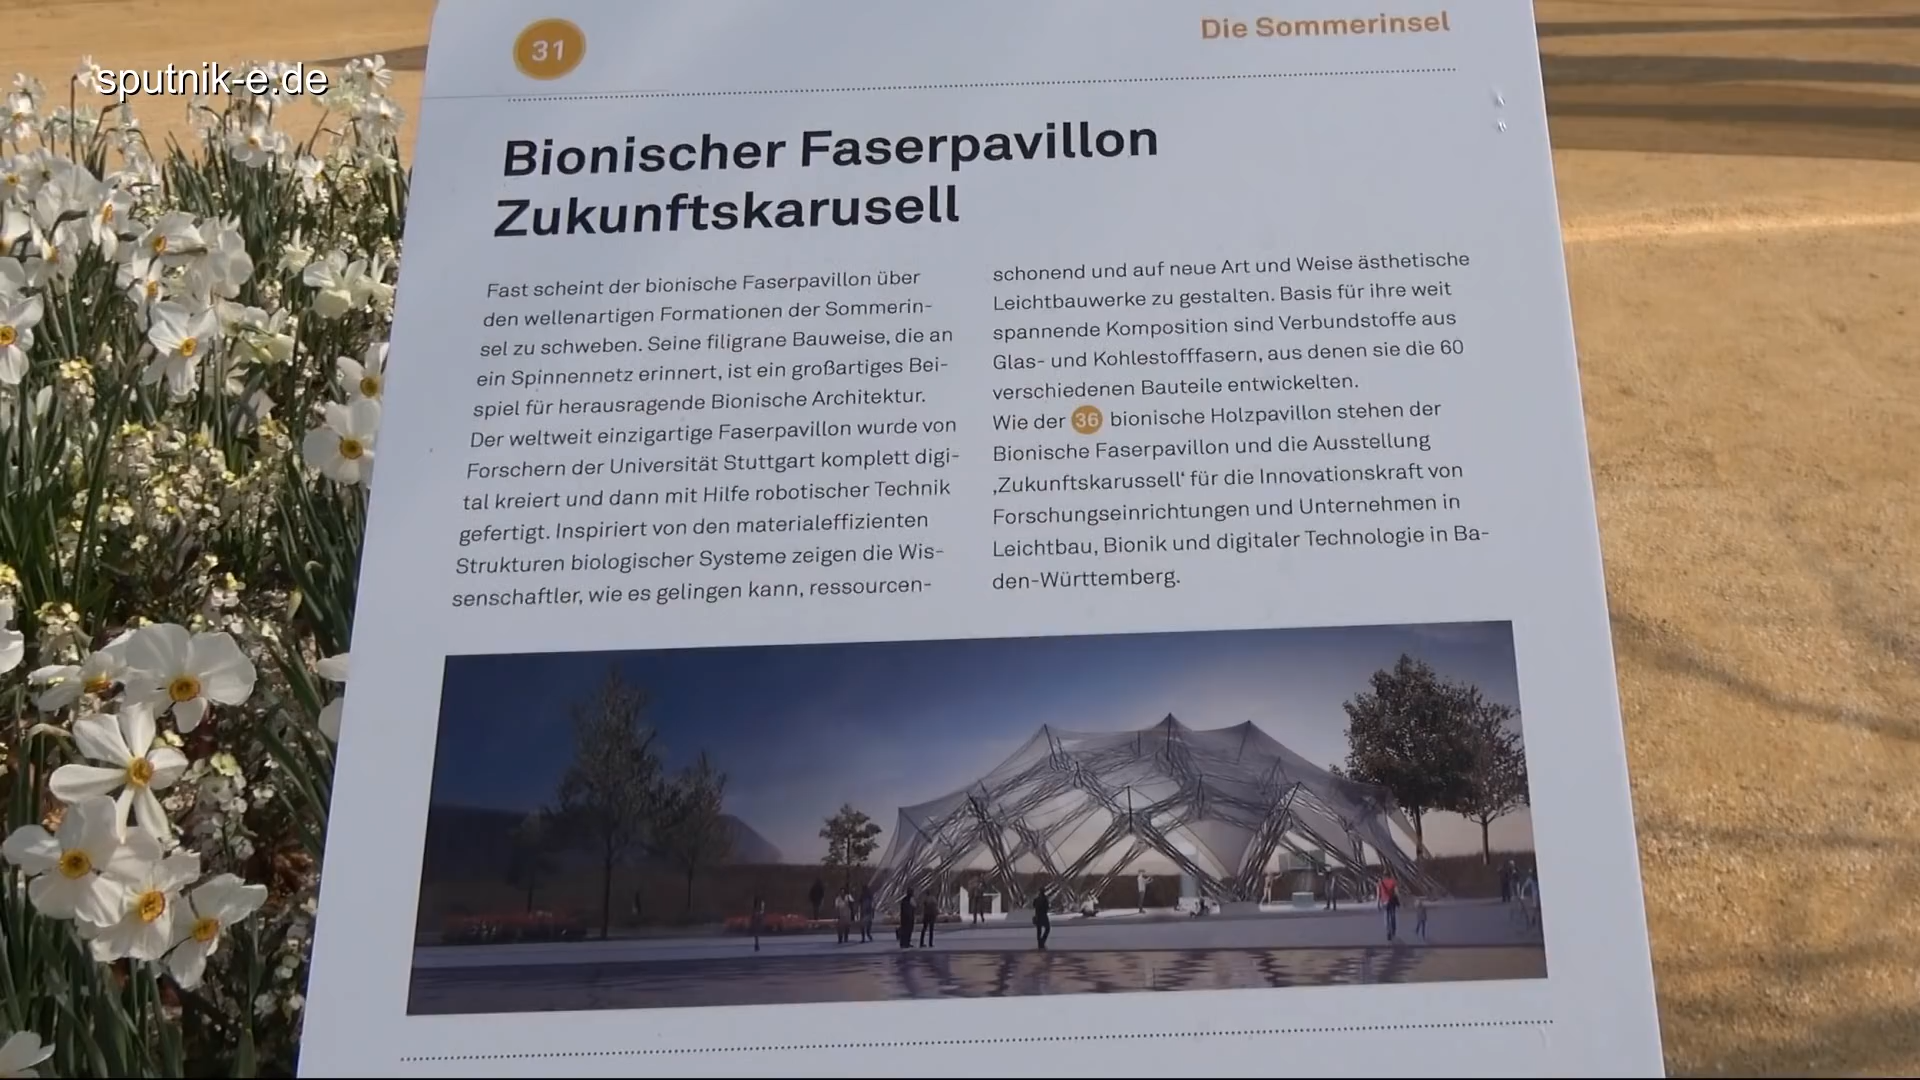 sputnik-e.de
31
Die Sommerinsel
Bionischer Faserpavillon
Zukunftskarusell
Fast scheint der bionische Faserpavillon über
den wellenartigen Formationen der Sommerin-
sel zu schweben. Seine filigrane Bauweise, die an
ein Spinnennetz erinnert, ist ein großartiges Bei-
spiel für herausragende Bionische Architektur.
Der weltweit einzigartige Faserpavillon wurde von
Forschern der Universität Stuttgart komplett digi-
tal kreiert und dann mit Hilfe robotischer Technik
gefertigt. Inspiriert von den materialeffizienten
Strukturen biologischer Systeme zeigen die Wis-
senschaftler, wie es gelingen kann, ressourcen-
schonend und auf neue Art und Weise ästhetische
Leichtbauwerke zu gestalten. Basis für ihre weit
spannende Komposition sind Verbundstoffe aus
Glas- und Kohlestofffasern, aus denen sie die 60
verschiedenen Bauteile entwickelten.
Wie der 36 bionische Holzpavillon stehen der
Bionische Faserpavillon und die Ausstellung
‚Zukunftskarussell‘ für die Innovationskraft von
Forschungseinrichtungen und Unternehmen in
Leichtbau, Bionik und digitaler Technologie in Ba-
den-Württemberg.